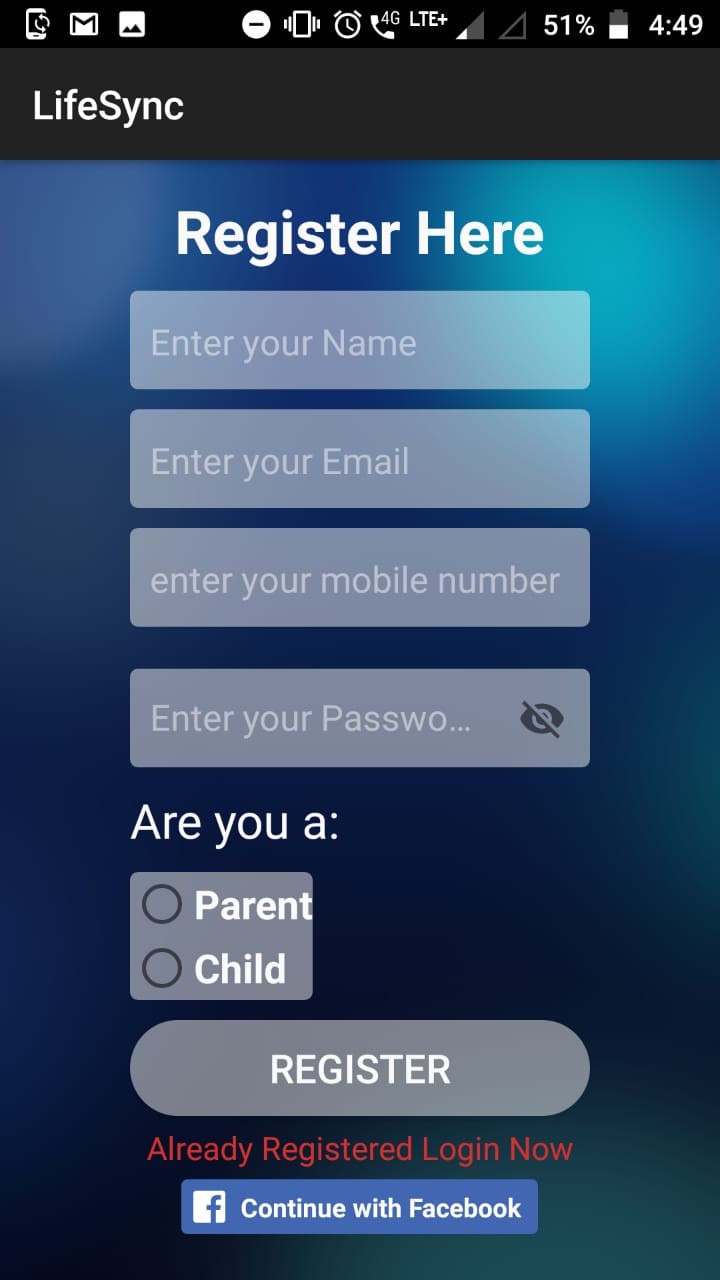 4G LTE+ 51% 4:49
LifeSync
Register Here
Enter your Name
Enter your Email
enter your mobile number
Enter your Passwo...
Are you a:
Parent
Child
REGISTER
Already Registered Login Now
Continue with Facebook